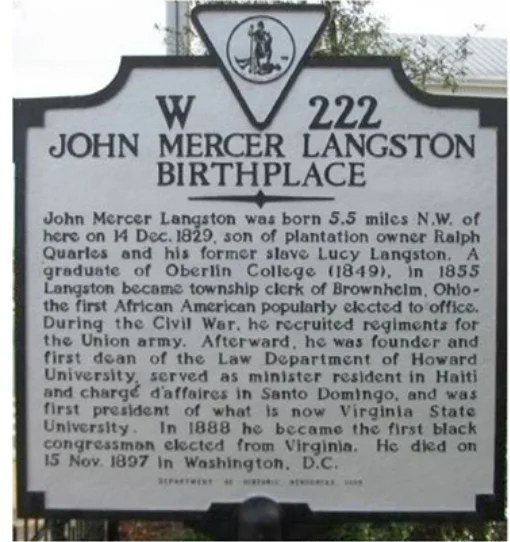 W 222
JOHN MERCER LANGSTON
BIRTHPLACE
John Mercer Langston was born 5.5 miles N.W. of
here on 14 Dec. 1829, son of plantation owner Ralph
Quarles and his former slave Lucy Langston. A
graduate of Oberlin College (1849), in 1855
Langston became township clerk of Brownhelm, Ohio-
the first African American popularly elected to office.
During the Civil War, he recruited regiments for
the Union army. Afterward, he was founder and
first dean of the Law Department of Howard
University, served as minister resident in Haiti
and chargé d'affaires in Santo Domingo, and was
first president of what is now Virginia State
University. In 1888 he became the first black
congressman elected from Virginia. He died on
15 Nov. 1897 in Washington, D.C.
DEPARTMENT OF HISTORIC RESOURCES,